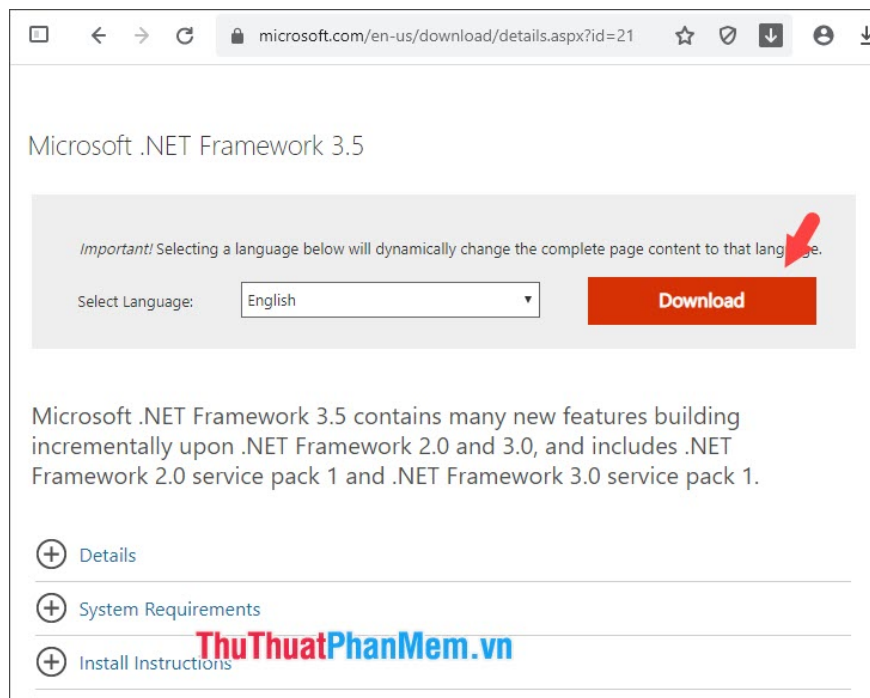 microsoft.com/en-us/download/details.aspx?id=21
Microsoft .NET Framework 3.5
Important! Selecting a language below will dynamically change the complete page content to that language.
Select Language:
English
Download
Microsoft .NET Framework 3.5 contains many new features building
incrementally upon .NET Framework 2.0 and 3.0, and includes .NET
Framework 2.0 service pack 1 and .NET Framework 3.0 service pack 1.
Details
System Requirements
Install Instructions
ThuThuatPhanMem.vn